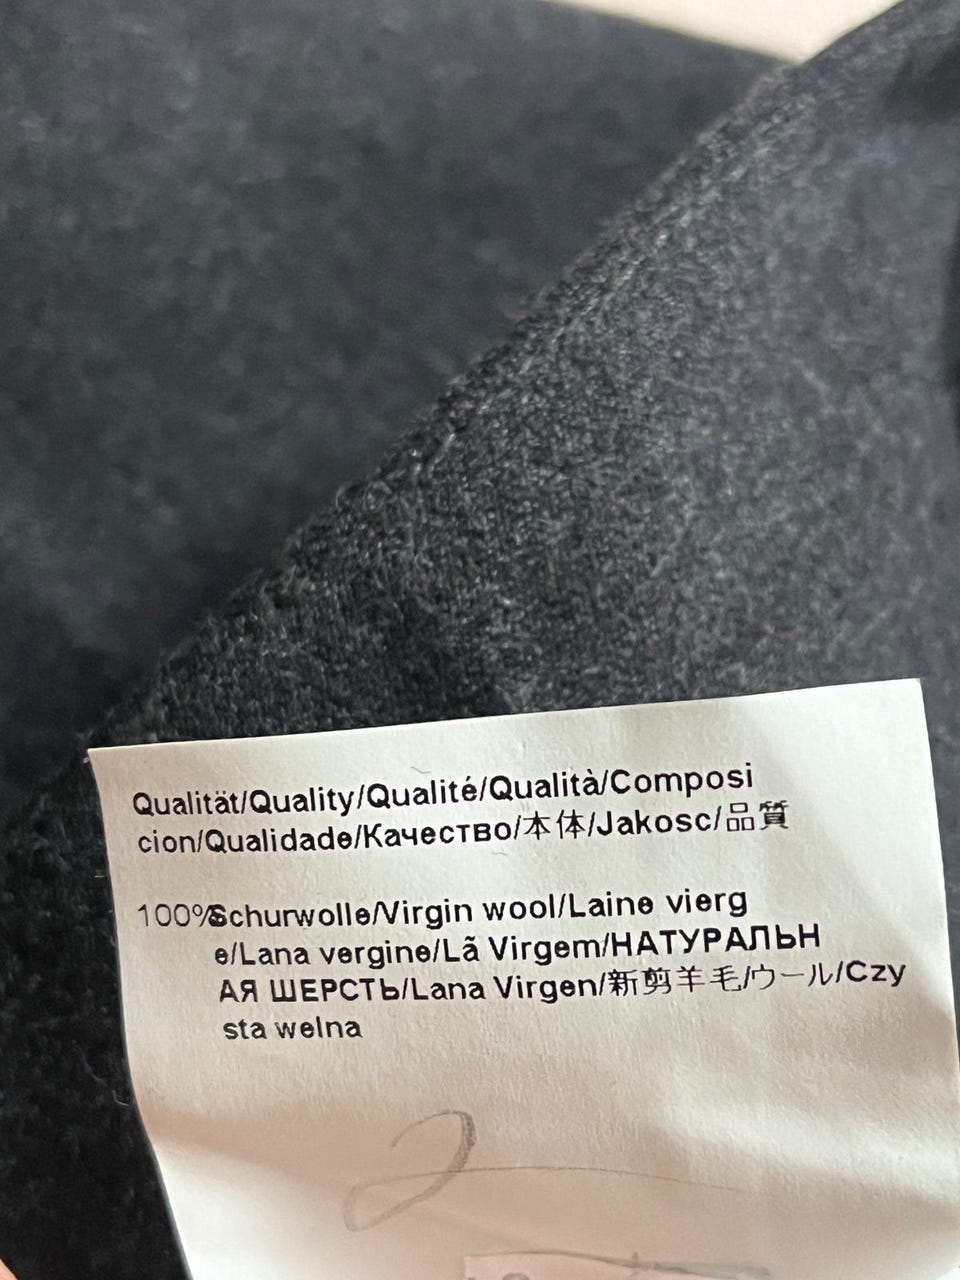 Qualität/Quality/Qualité/Qualità/Composi
cion/Qualidade/Качество/本体/Jakosc/品質
100%Schurwolle/Virgin wool/Laine vierg
e/Lana vergine/Lã Virgem/НАТУРАЛЬН
АЯ ШЕРСТЬ/Lana Virgen/新剪羊毛/ウール/Czy
sta welna
2